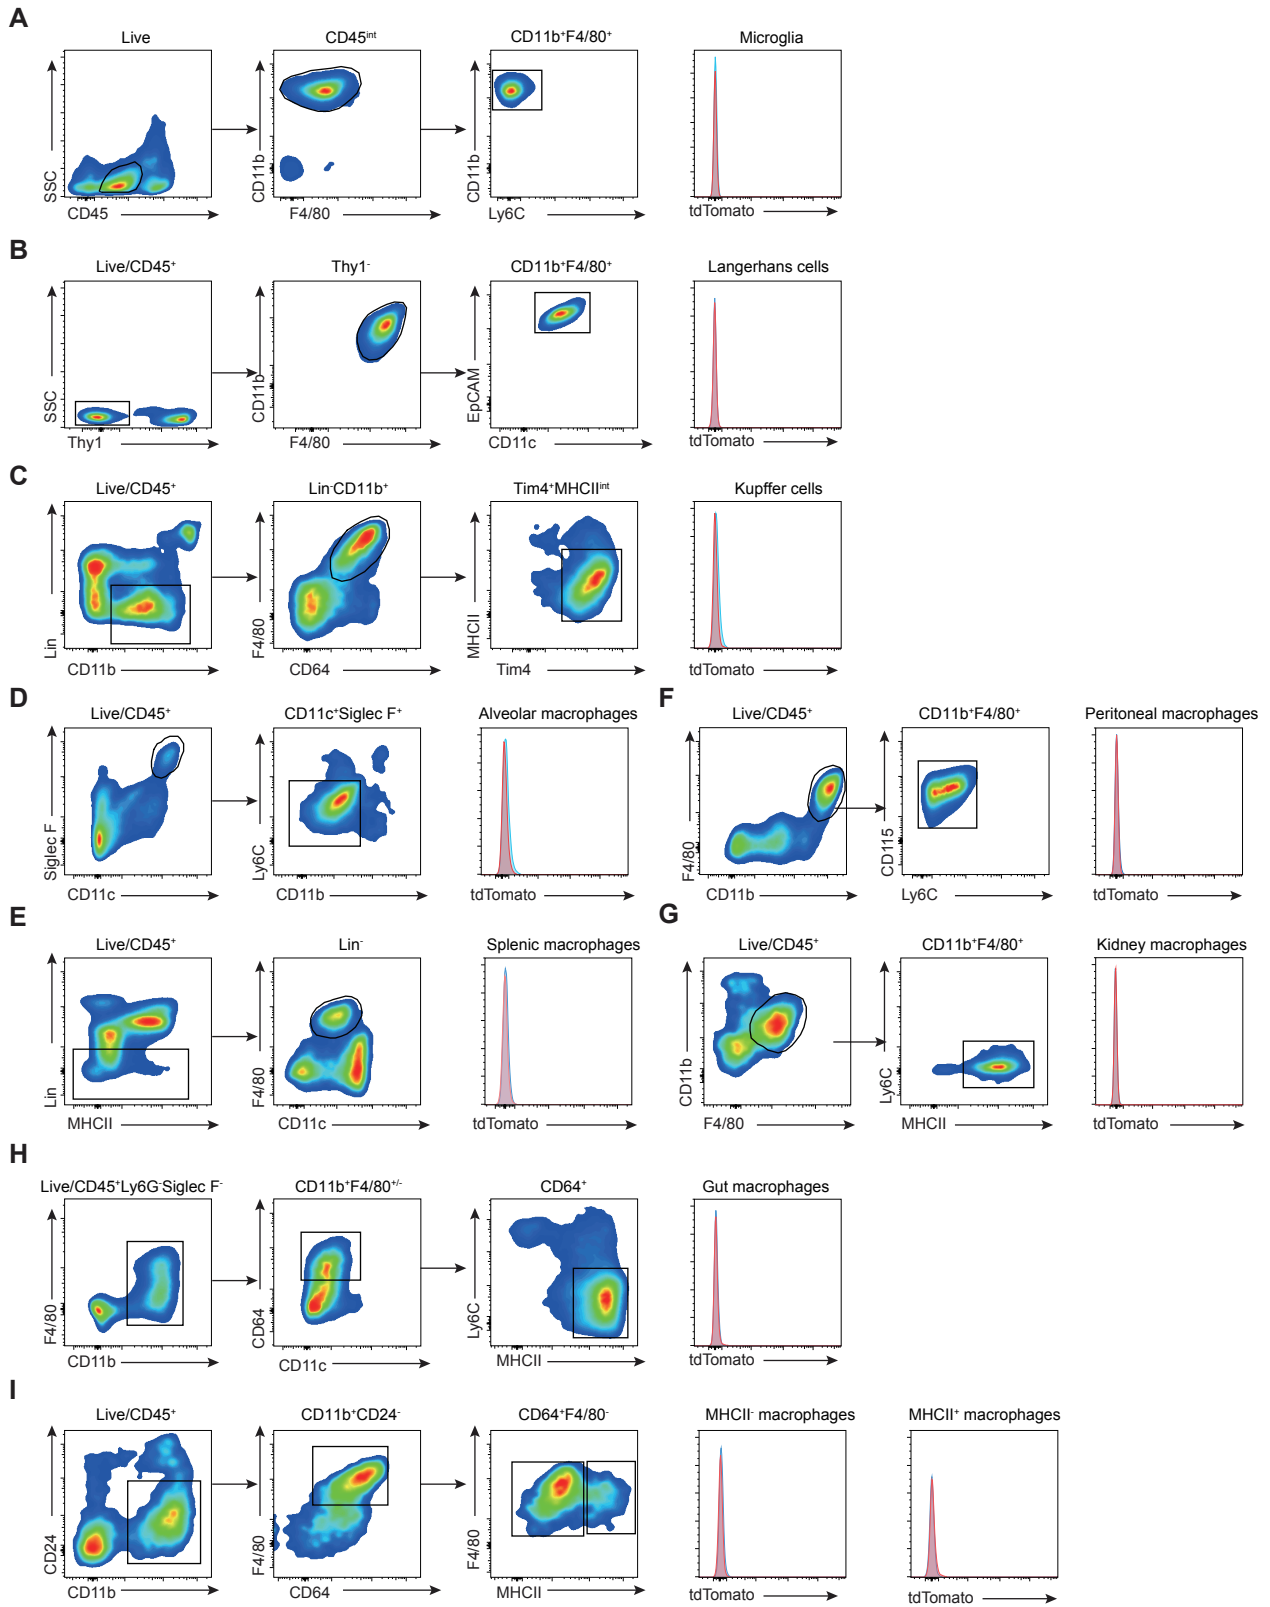 A
Live
CD45int
CD11b+F4/80+
Microglia
SSC
CD45
CD11b
F4/80
CD11b
Ly6C
tdTomato
B
Live/CD45+
Thy1-
CD11b+F4/80+
Langerhans cells
SSC
Thy1
CD11b
F4/80
EpCAM
CD11c
tdTomato
C
Live/CD45+
Lin-CD11b+
Tim4+MHCIIint
Kupffer cells
Lin
CD11b
F4/80
CD64
MHCII
Tim4
tdTomato
D
Live/CD45+
CD11c+Siglec F+
Alveolar macrophages
Siglec F
CD11c
Ly6C
CD11b
tdTomato
F
Live/CD45+
CD11b+F4/80+
Peritoneal macrophages
F4/80
CD11b
CD115
Ly6C
tdTomato
E
Live/CD45+
Lin-
Splenic macrophages
Lin
MHCII
F4/80
CD11c
tdTomato
G
Live/CD45+
CD11b+F4/80+
Kidney macrophages
CD11b
F4/80
Ly6C
MHCII
tdTomato
H
Live/CD45+Ly6G-Siglec F-
CD11b+F4/80+/-
CD64+
Gut macrophages
F4/80
CD11b
CD64
CD11c
Ly6C
MHCII
tdTomato
I
Live/CD45+
CD11b+CD24-
CD64+F4/80-
MHCII- macrophages
MHCII+ macrophages
CD24
CD11b
F4/80
CD64
F4/80
MHCII
tdTomato
tdTomato